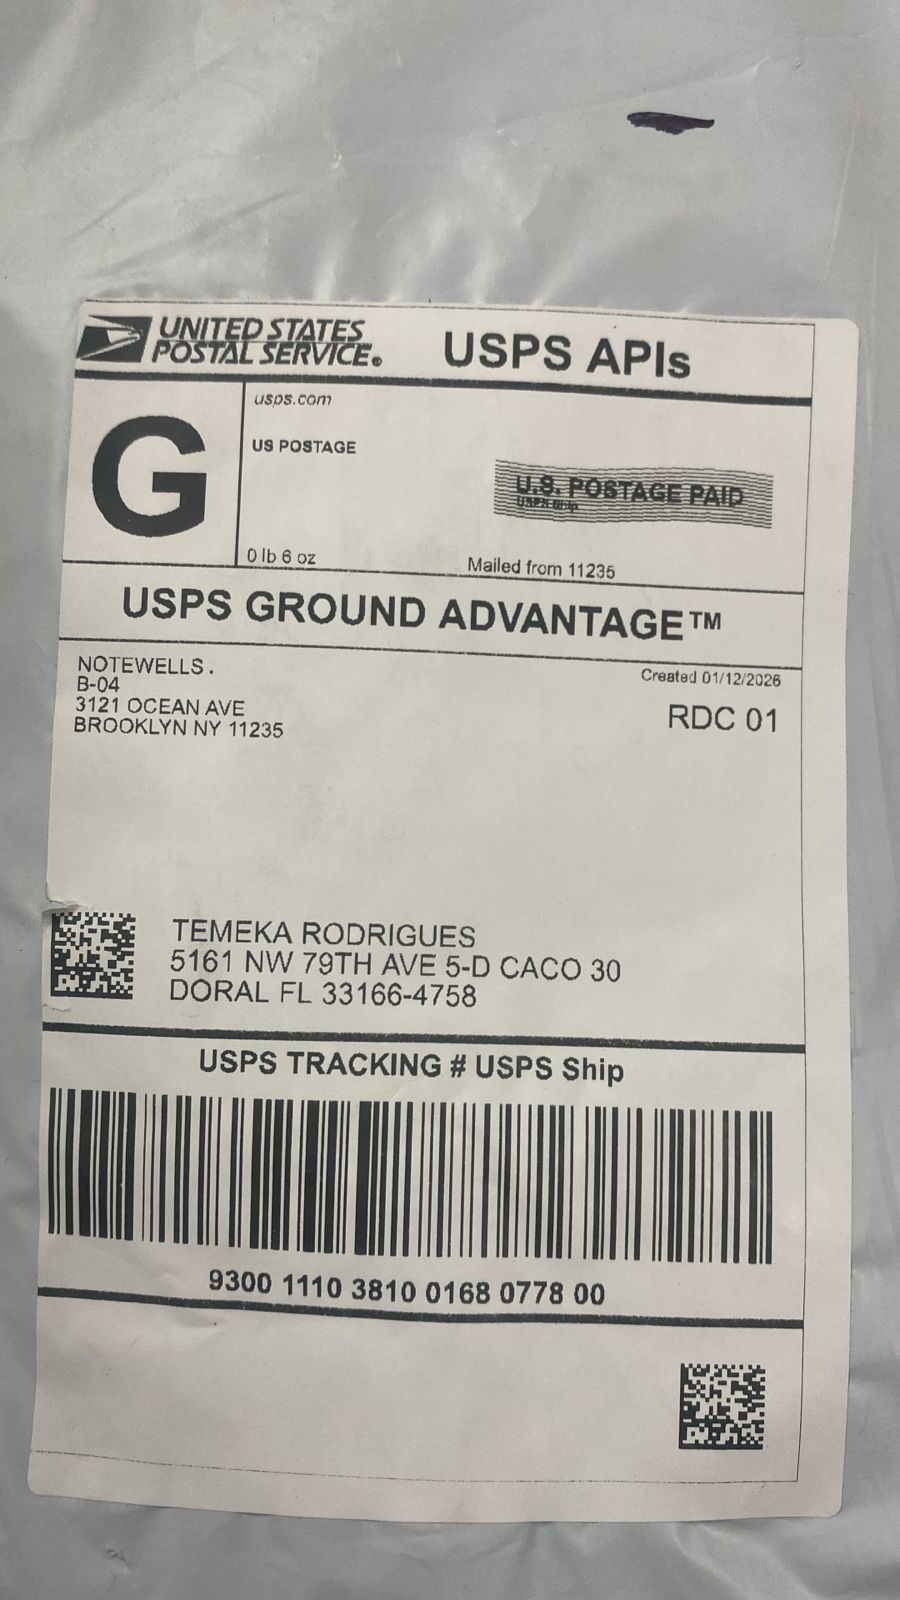 UNITED STATES
POSTAL SERVICE®
USPS APIs
G
usps.com
US POSTAGE
U.S. POSTAGE PAID
USPS Ship
0 lb 6 oz
Mailed from 11235
USPS GROUND ADVANTAGE™
NOTEWELLS .
B-04
3121 OCEAN AVE
BROOKLYN NY 11235
Created 01/12/2026
RDC 01
TEMEKA RODRIGUES
5161 NW 79TH AVE 5-D CACO 30
DORAL FL 33166-4758
USPS TRACKING # USPS Ship
9300 1110 3810 0168 0778 00